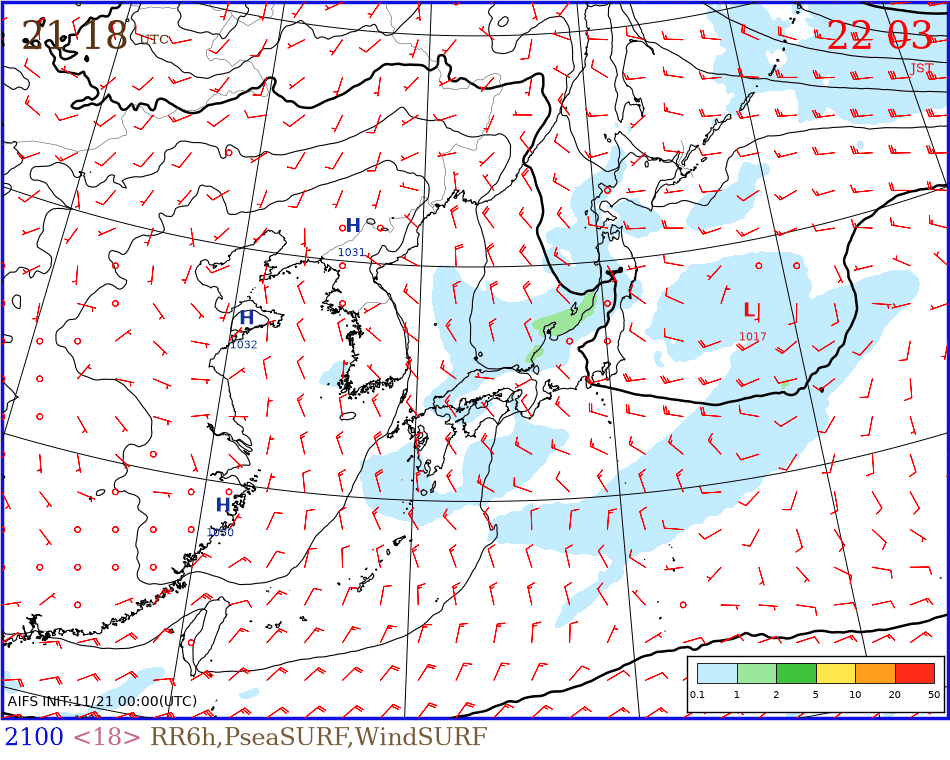 21 18 UTC
22 03
JST
H
1031
H
1032
L
1017
H
1030
0.1 1 2 5 10 20 50
AIFS INIT:11/21 00:00(UTC)
2100 <18> RR6h,PseaSURF,WindSURF